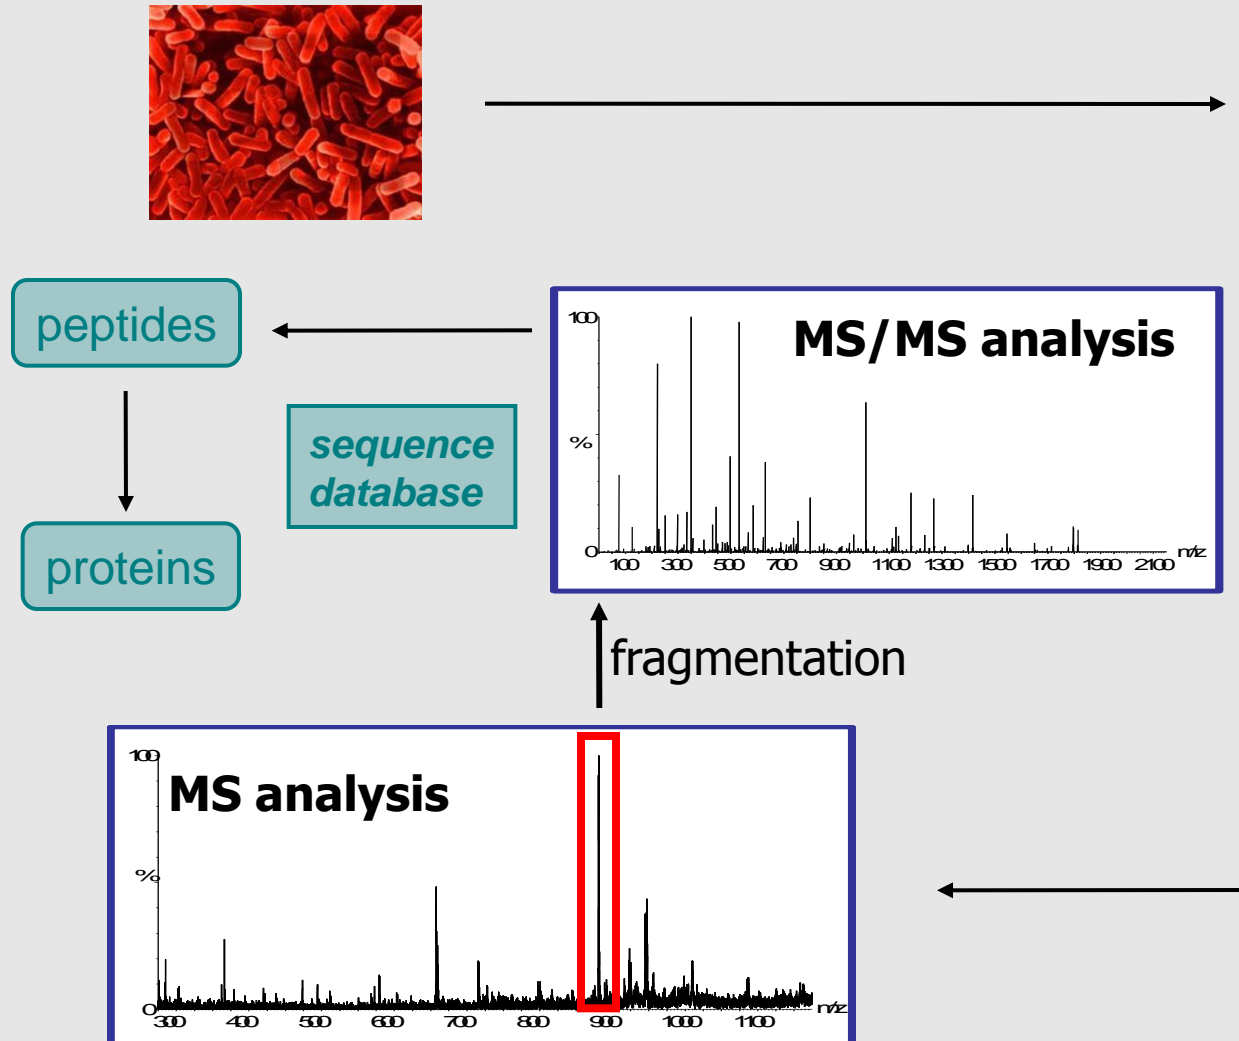 peptides
sequence
database
proteins
MS/MS analysis
100
%
0
100 300 500 700 900 1100 1300 1500 1700 1900 2100 m/z
fragmentation
MS analysis
100
%
0
300 400 500 600 700 800 900 1000 1100 m/z